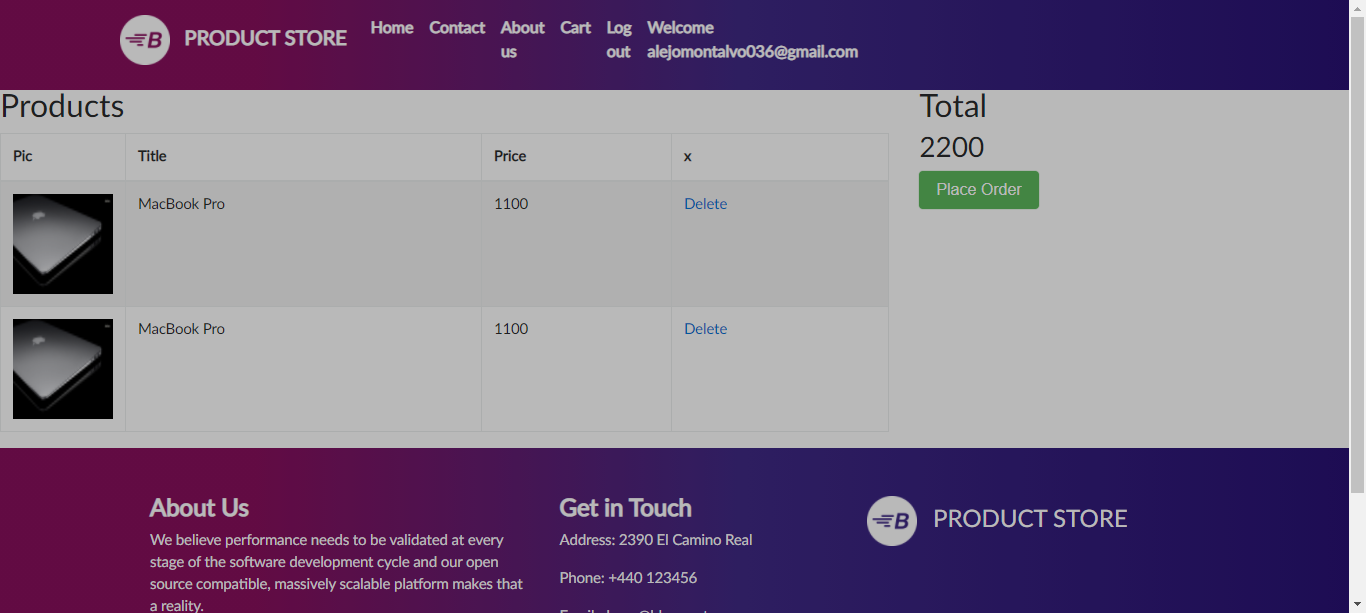 B PRODUCT STORE Home Contact About us Cart Log out Welcome alejomontalvo036@gmail.com
Products
Pic Title Price x
MacBook Pro 1100 Delete
MacBook Pro 1100 Delete
Total
2200
Place Order
About Us
We believe performance needs to be validated at every
stage of the software development cycle and our open
source compatible, massively scalable platform makes that
a reality.
Get in Touch
Address: 2390 El Camino Real
Phone: +440 123456
B PRODUCT STORE